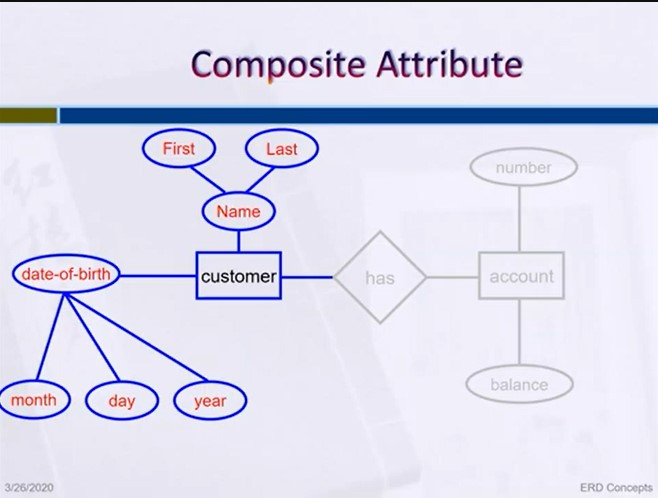 Composite Attribute
First
Last
number
Name
date-of-birth
customer
has
account
month
day
year
balance
3/26/2020
ERD Concepts